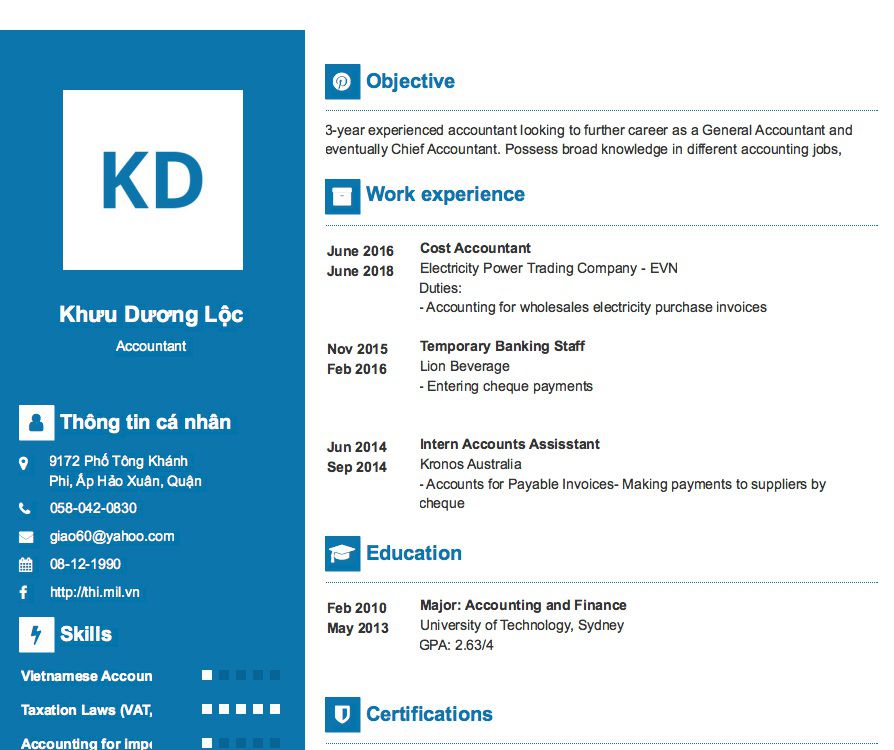 KD
Khưu Dương Lộc
Accountant
Thông tin cá nhân
9172 Phố Tông Khánh
Phi, Ấp Hảo Xuân, Quận
058-042-0830
giao60@yahoo.com
08-12-1990
http://thi.mil.vn
Skills
Vietnamese Accoun
Taxation Laws (VAT,
Accounting for Impo
Objective
3-year experienced accountant looking to further career as a General Accountant and
eventually Chief Accountant. Possess broad knowledge in different accounting jobs,
Work experience
June 2016
June 2018
Cost Accountant
Electricity Power Trading Company - EVN
Duties:
- Accounting for wholesales electricity purchase invoices
Nov 2015
Feb 2016
Temporary Banking Staff
Lion Beverage
- Entering cheque payments
Jun 2014
Sep 2014
Intern Accounts Assisstant
Kronos Australia
- Accounts for Payable Invoices- Making payments to suppliers by
cheque
Education
Feb 2010
May 2013
Major: Accounting and Finance
University of Technology, Sydney
GPA: 2.63/4
Certifications